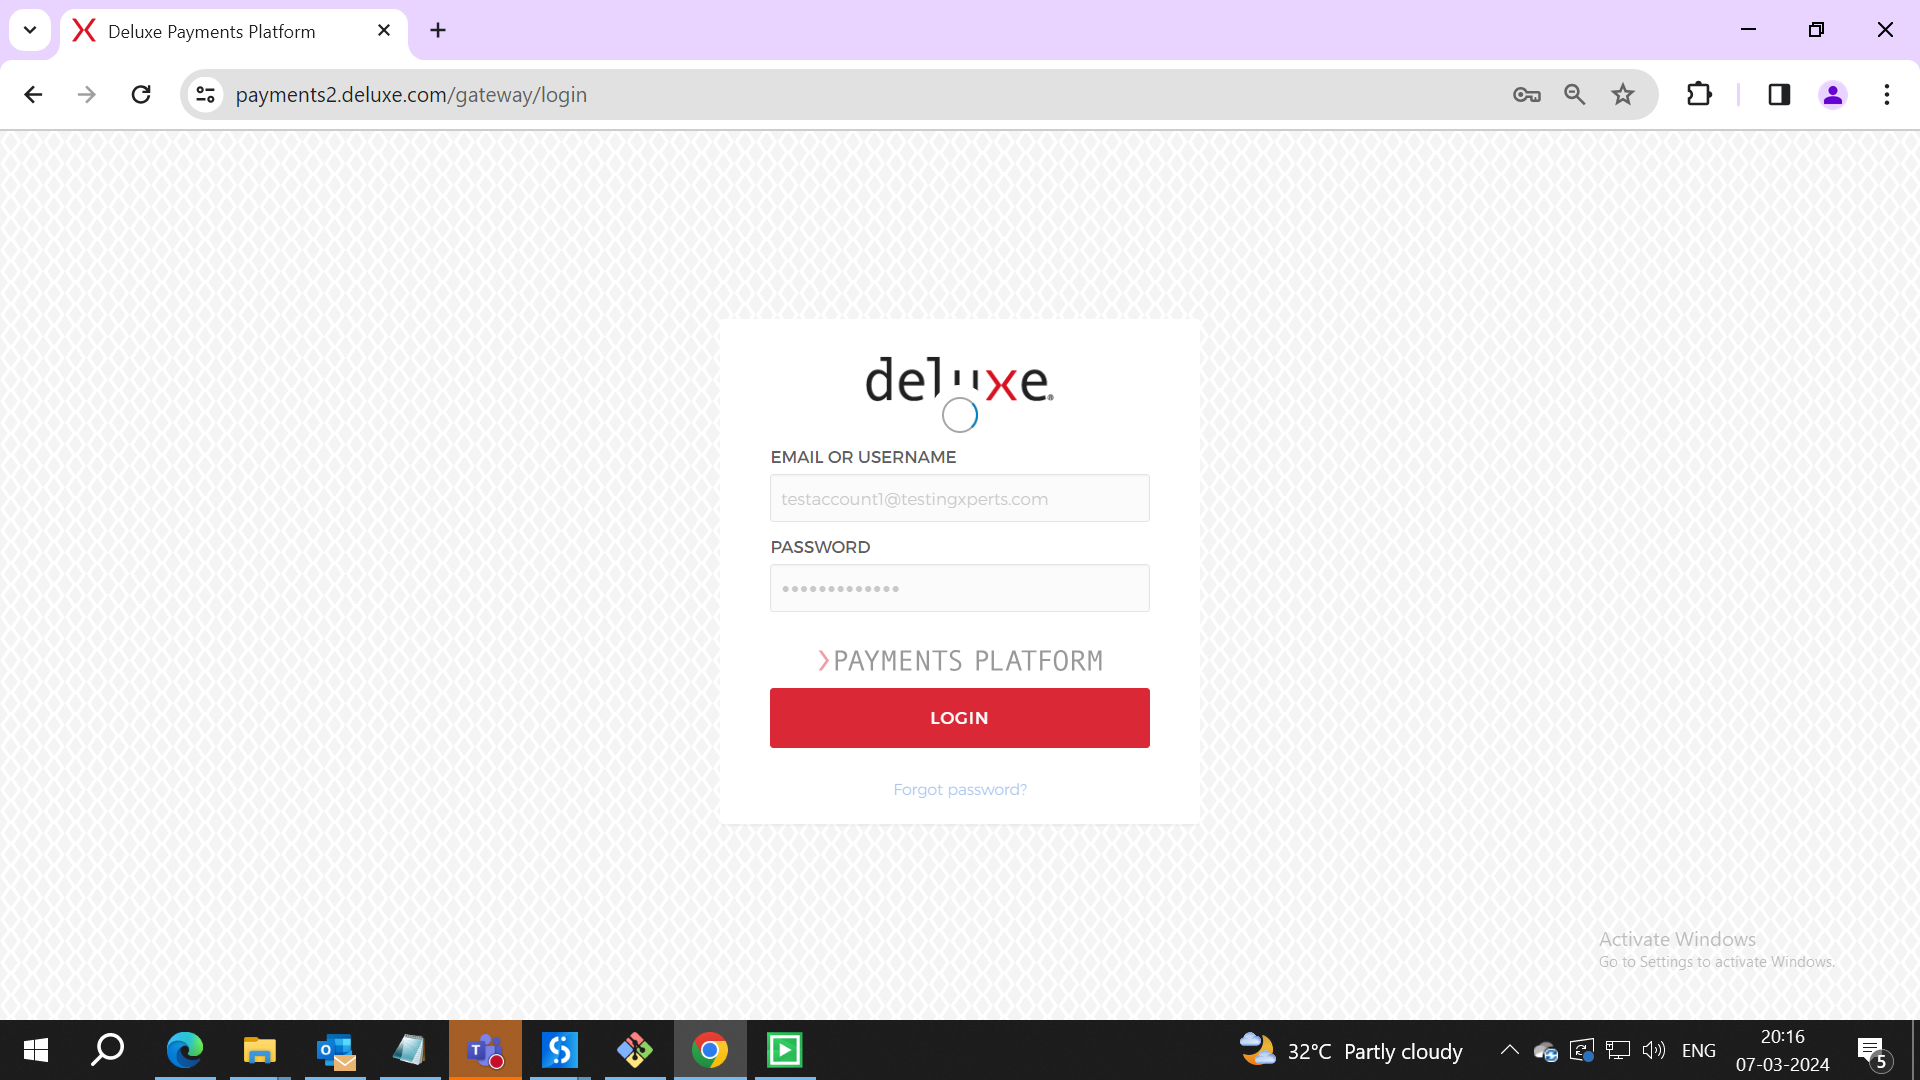 Deluxe Payments Platform
payments2.deluxe.com/gateway/login
deluxe
EMAIL OR USERNAME
testaccount1@testingxperts.com
PASSWORD
•••••••••••••
PAYMENTS PLATFORM
LOGIN
Forgot password?
Activate Windows
Go to Settings to activate Windows.
32°C Partly cloudy
ENG
20:16
07-03-2024
5